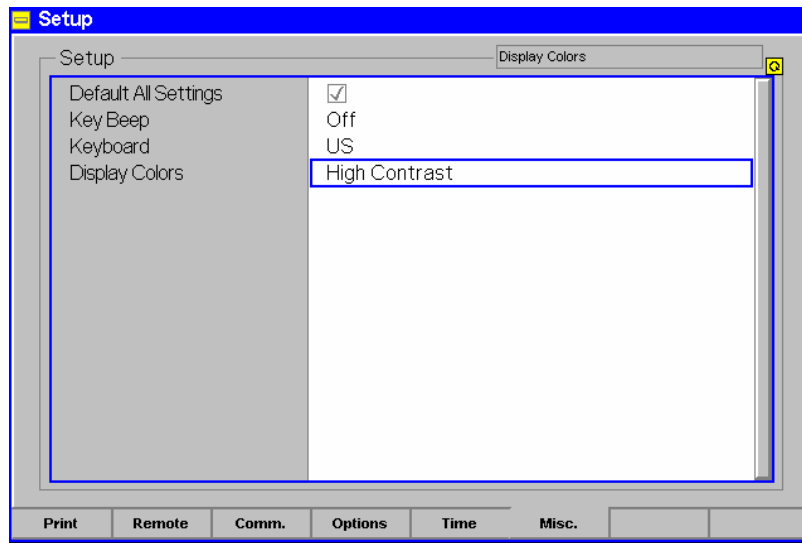 Setup
Setup
Display Colors
Default All Settings
Key Beep Off
Keyboard US
Display Colors High Contrast
Print Remote Comm. Options Time Misc.